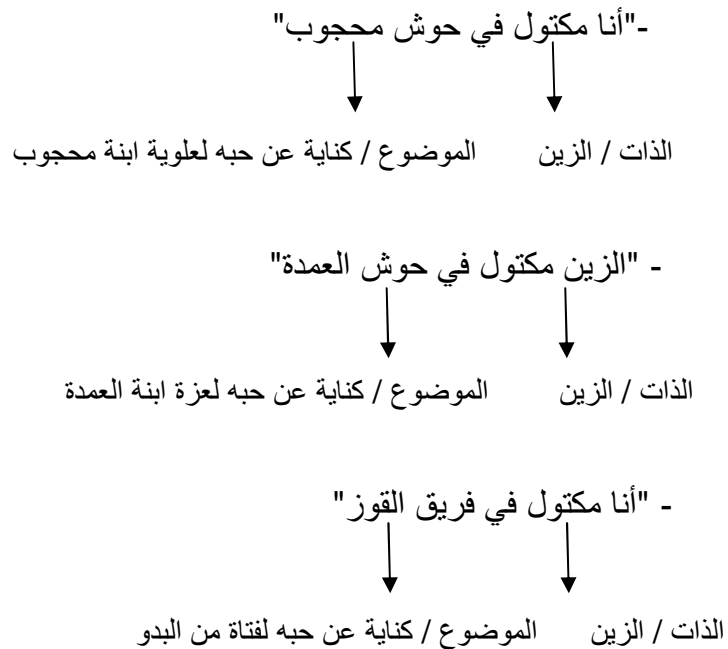 -"أنا مكتول في حوش محجوب"
الذات / الزين الموضوع / كناية عن حبه لعلوية ابنة محجوب
- "الزين مكتول في حوش العمدة"
الذات / الزين الموضوع / كناية عن حبه لعزة ابنة العمدة
- "أنا مكتول في فريق القوز"
الذات / الزين الموضوع / كناية عن حبه لفتاة من البدو